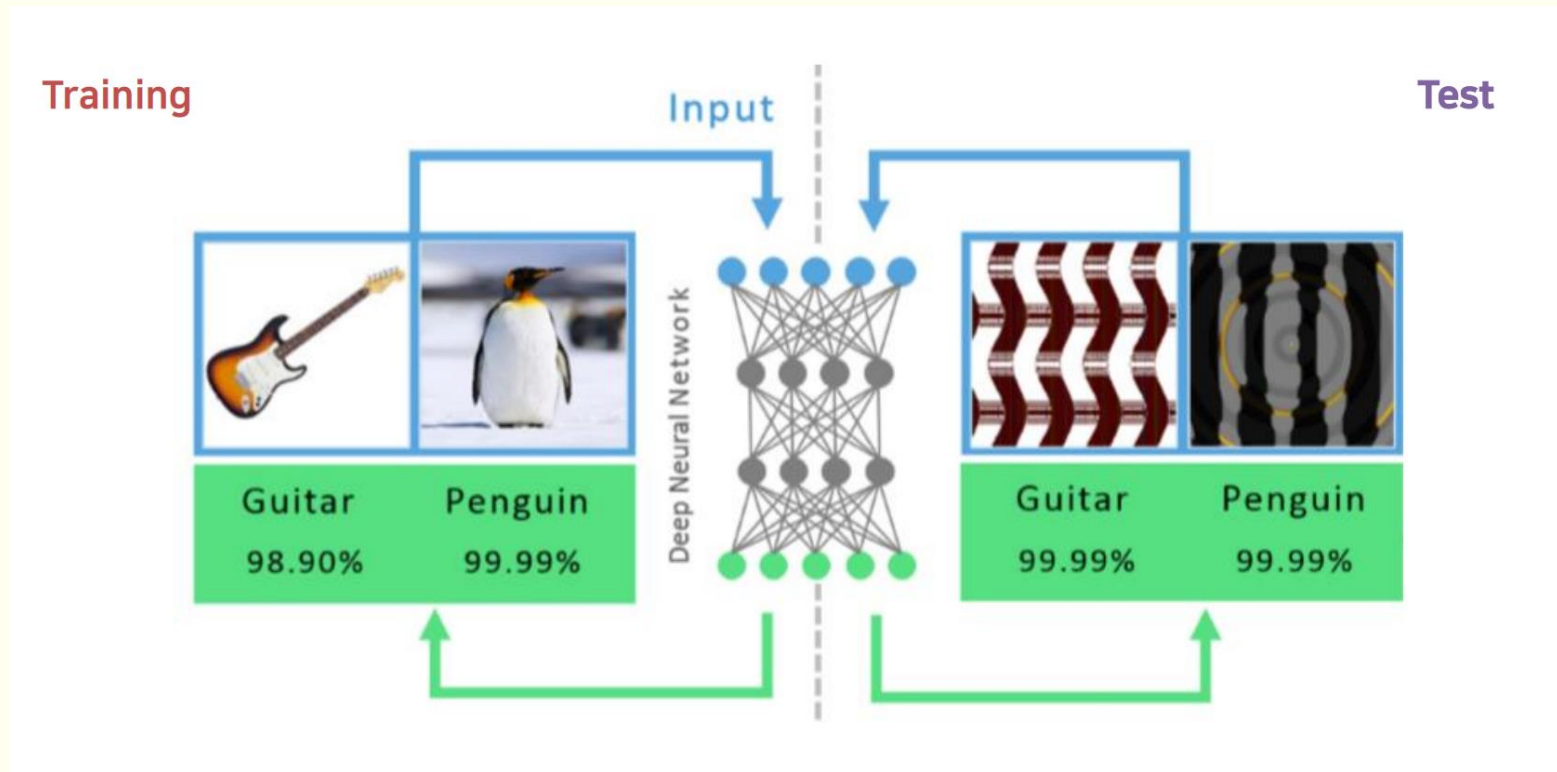 Training
Input
Test
Deep Neural Network
Guitar Penguin
98.90% 99.99%
Guitar Penguin
99.99% 99.99%